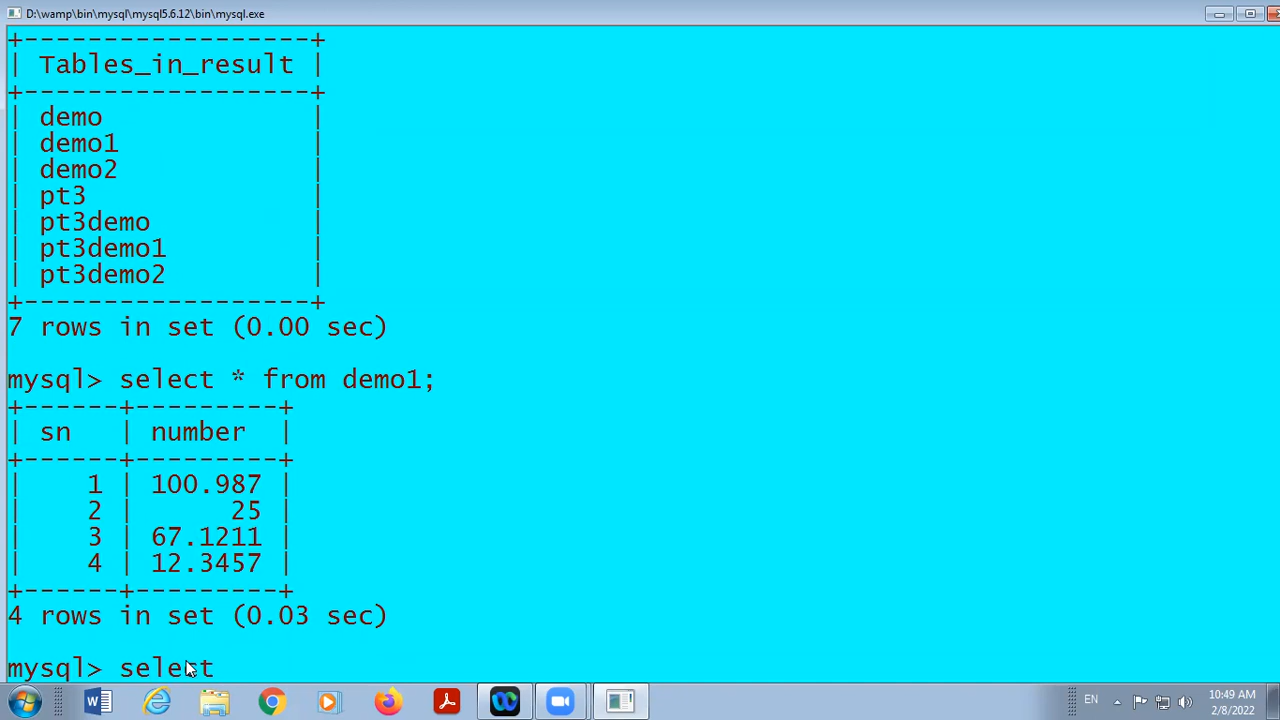 D:\wamp\bin\mysql\mysql5.6.12\bin\mysql.exe
+------------------+
| Tables_in_result |
+------------------+
| demo             |
| demo1            |
| demo2            |
| pt3              |
| pt3demo          |
| pt3demo1         |
| pt3demo2         |
+------------------+
7 rows in set (0.00 sec)
mysql> select * from demo1;
+------+---------+
| sn   | number  |
+------+---------+
|    1 | 100.987 |
|    2 |      25 |
|    3 | 67.1211 |
|    4 | 12.3457 |
+------+---------+
4 rows in set (0.03 sec)
mysql> select
EN
10:49 AM
2/8/2022